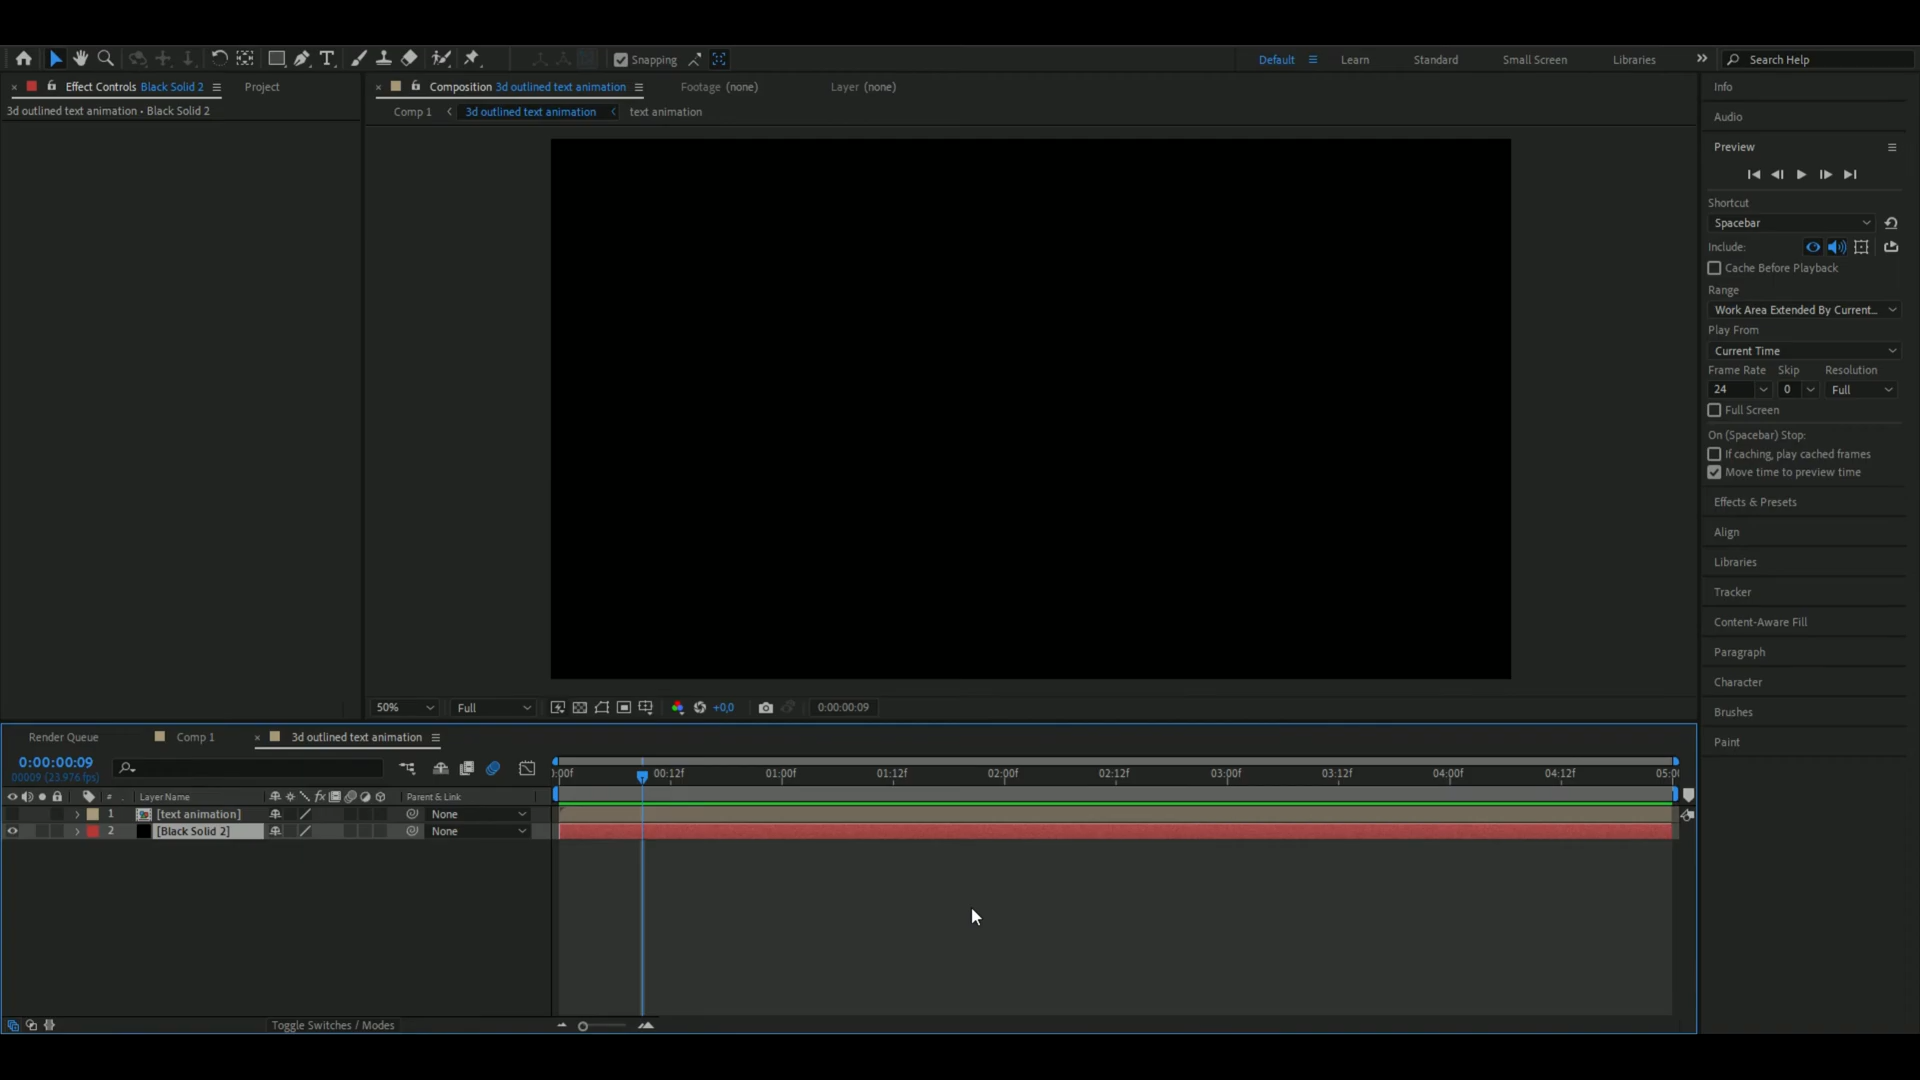 Snapping
Default
Learn
Standard
Small Screen
Libraries
Search Help
Effect Controls Black Solid 2
Project
Composition 3d outlined text animation
Footage (none)
Layer (none)
Info
3d outlined text animation • Black Solid 2
Comp 1
3d outlined text animation
text animation
Audio
Preview
Shortcut
Spacebar
Include:
Cache Before Playback
Range
Work Area Extended By Current...
Play From
Current Time
Frame Rate Skip Resolution
24 0 Full
Full Screen
On (Spacebar) Stop:
If caching, play cached frames
Move time to preview time
Effects & Presets
Align
Libraries
Tracker
Content-Aware Fill
Paragraph
Character
Brushes
Paint
50%
Full
+0,0
0:00:00:09
Render Queue
Comp 1
3d outlined text animation
0:00:00:09
00009 (23.976 fps)
00f 00:12f 01:00f 01:12f 02:00f 02:12f 03:00f 03:12f 04:00f 04:12f 05:00
# Layer Name fx Parent & Link
1 [text animation] None
2 [Black Solid 2] None
Toggle Switches / Modes